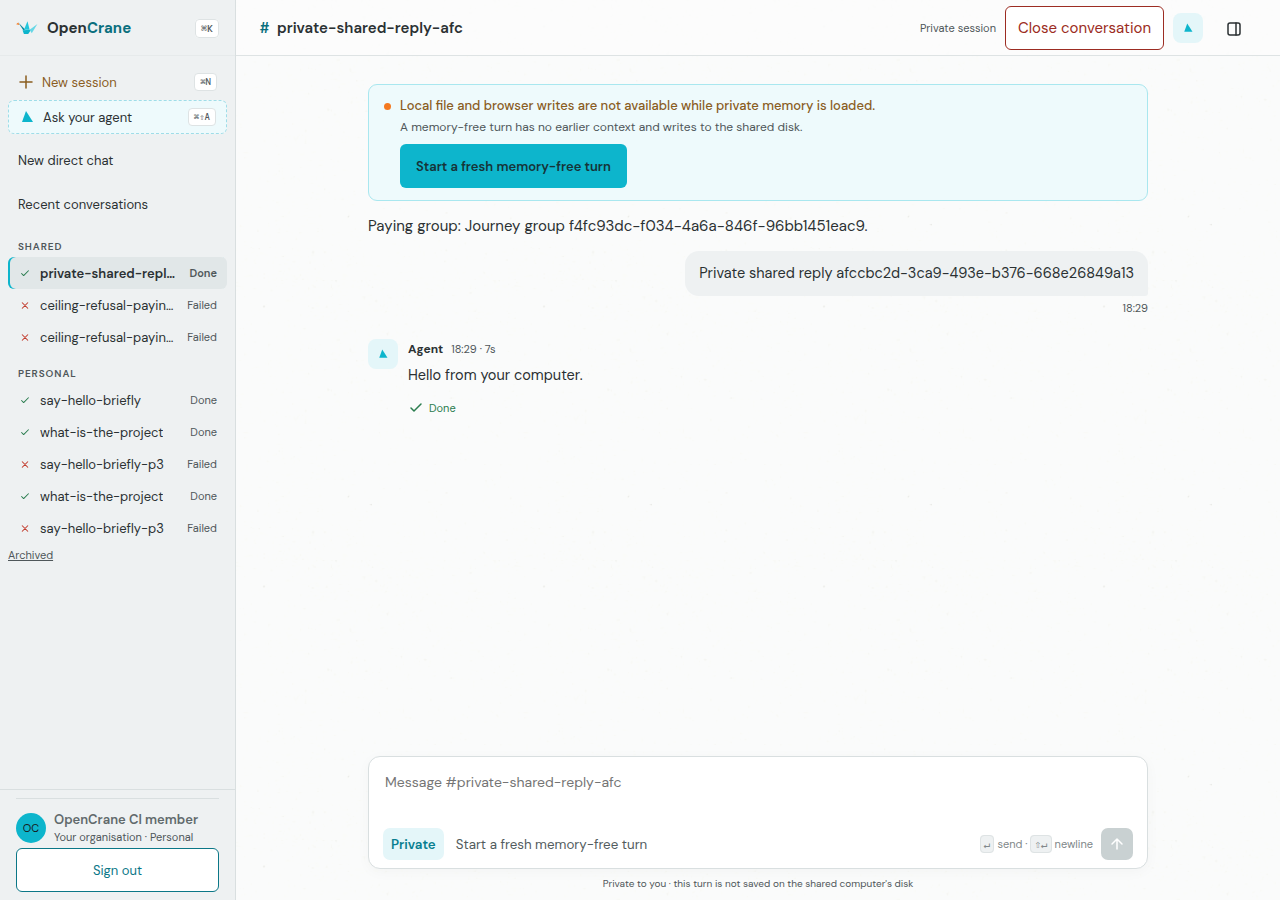 OpenCrane ⌘K
New session ⌘N
Ask your agent ⌘⇧A
New direct chat
Recent conversations
SHARED
private-shared-repl... Done
ceiling-refusal-payin... Failed
ceiling-refusal-payin... Failed
PERSONAL
say-hello-briefly Done
what-is-the-project Done
say-hello-briefly-p3 Failed
what-is-the-project Done
say-hello-briefly-p3 Failed
Archived
OC OpenCrane CI member
Your organisation · Personal
Sign out
# private-shared-reply-afc
Private session
Close conversation
Local file and browser writes are not available while private memory is loaded.
A memory-free turn has no earlier context and writes to the shared disk.
Start a fresh memory-free turn
Paying group: Journey group f4fc93dc-f034-4a6a-846f-96bb1451eac9.
Private shared reply afccbc2d-3ca9-493e-b376-668e26849a13
18:29
Agent 18:29 · 7s
Hello from your computer.
Done
Message #private-shared-reply-afc
Private Start a fresh memory-free turn ↵ send · ⇧↵ newline
Private to you · this turn is not saved on the shared computer's disk